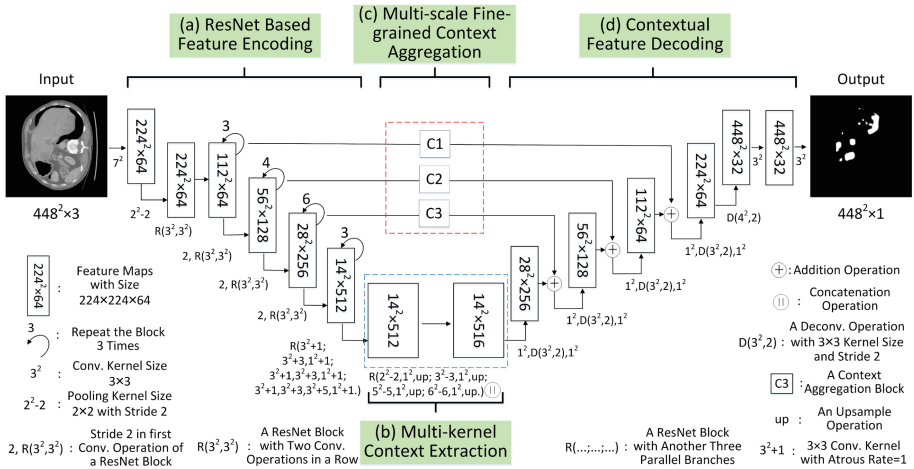 (a) ResNet Based
Feature Encoding
(c) Multi-scale Fine-
grained Context
Aggregation
(d) Contextual
Feature Decoding
Input
Output
448²×3
7²
224²×64
2²-2
224²×64
R(3²,3²)
3
112²×64
2, R(3²,3²)
4
56²×128
2, R(3²,3²)
6
28²×256
2, R(3²,3²)
3
14²×512
R(3²+1;
3²+3,1²+1;
3²+1,3²+3,1²+1;
3²+1,3²+3,3²+5,1²+1.)
C1
C2
C3
14²×512
14²×516
R(2²-2,1²,up; 3²-3,1²,up;
5²-5,1²,up; 6²-6,1²,up.)
(b) Multi-kernel
Context Extraction
1²,D(3²,2),1²
28²×256
1²,D(3²,2),1²
56²×128
1²,D(3²,2),1²
112²×64
1²,D(3²,2),1²
224²×64
D(4²,2)
448²×32
3²
448²×32
3²
448²×1
224²×64 : Feature Maps
with Size
224×224×64
3 : Repeat the Block
3 Times
3² : Conv. Kernel Size
3×3
2²-2 : Pooling Kernel Size
2×2 with Stride 2
2, R(3²,3²) : Stride 2 in first
Conv. Operation of
a ResNet Block
R(3²,3²) : A ResNet Block
with Two Conv.
Operations in a Row
R(...;...;...) : A ResNet Block
with Another Three
Parallel Branches
+ :Addition Operation
|| : Concatenation
Operation
D(3²,2) : A Deconv. Operation
with 3×3 Kernel Size
and Stride 2
C3 : A Context
Aggregation Block
up : An Upsample
Operation
3²+1 : 3×3 Conv. Kernel
with Atrous Rate=1